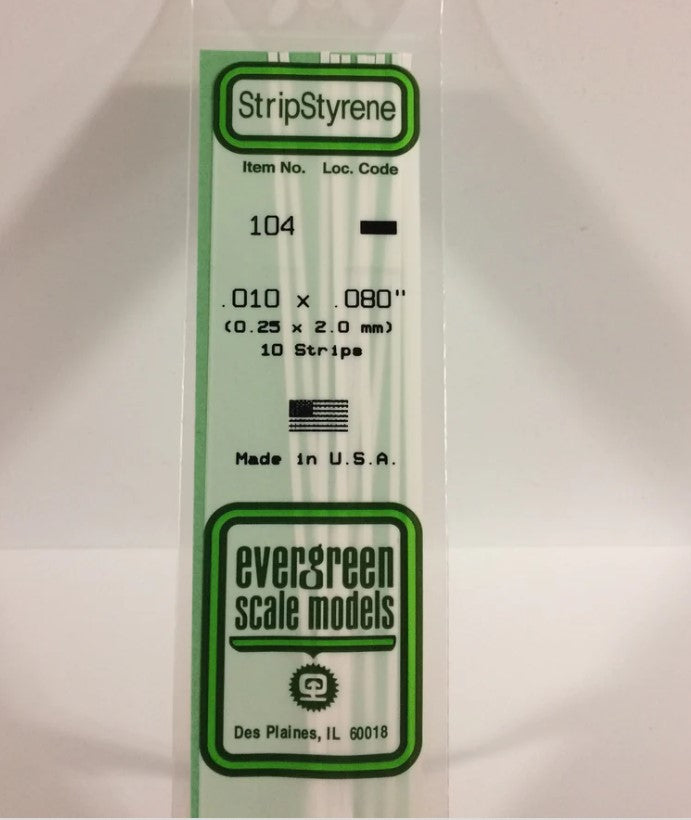 StripStyrene
Item No. Loc. Code
104
.010 x .080"
(0.25 x 2.0 mm)
10 Strips
Made in U.S.A.
evergreen
scale models
Des Plaines, IL 60018